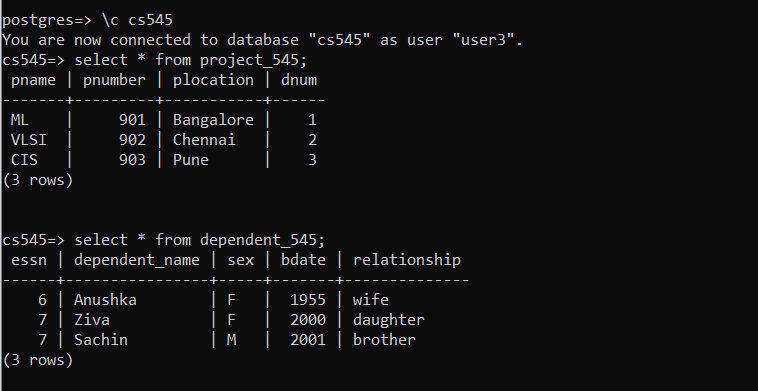 postgres=> \c cs545
You are now connected to database "cs545" as user "user3".
cs545=> select * from project_545;
 pname | pnumber | plocation | dnum
-------+---------+-----------+------
 ML    |     901 | Bangalore |    1
 VLSI  |     902 | Chennai   |    2
 CIS   |     903 | Pune      |    3
(3 rows)

cs545=> select * from dependent_545;
 essn | dependent_name | sex | bdate | relationship
------+----------------+-----+-------+--------------
    6 | Anushka        | F   |  1955 | wife
    7 | Ziva           | F   |  2000 | daughter
    7 | Sachin         | M   |  2001 | brother
(3 rows)